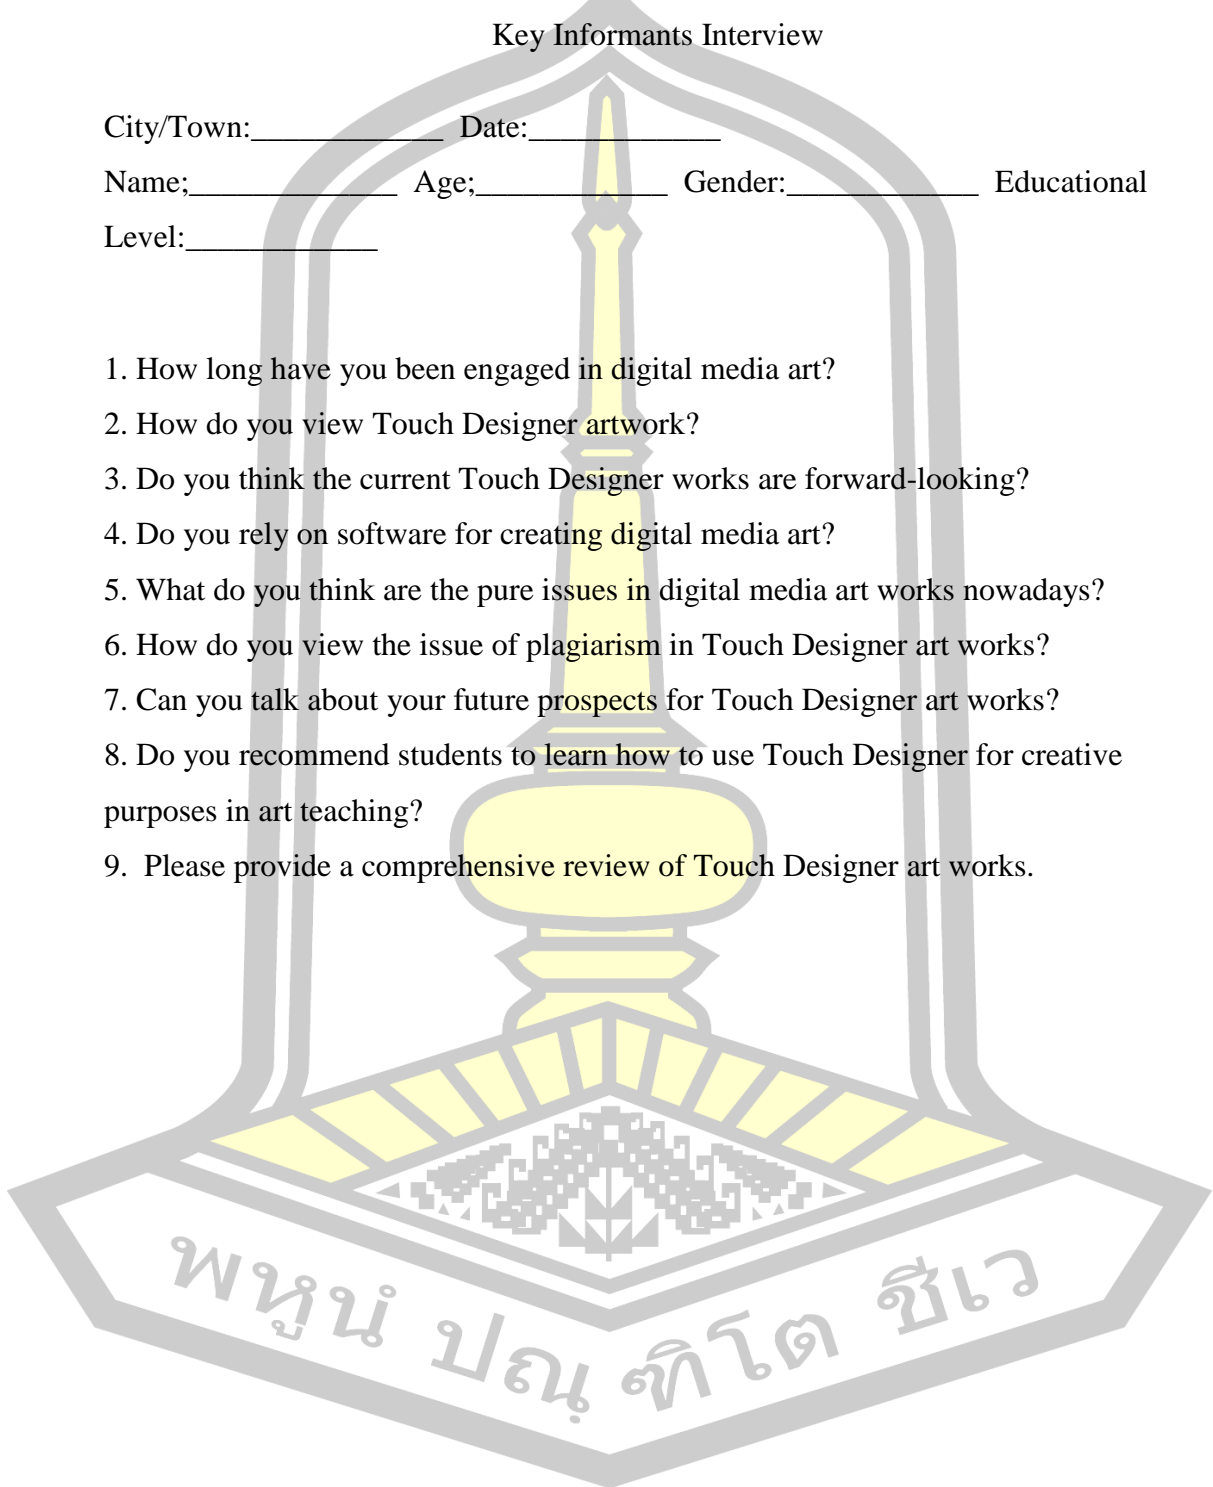 Key Informants Interview
City/Town:____________ Date:____________
Name;_____________ Age;____________ Gender:____________ Educational
Level:____________
1. How long have you been engaged in digital media art?
2. How do you view Touch Designer artwork?
3. Do you think the current Touch Designer works are forward-looking?
4. Do you rely on software for creating digital media art?
5. What do you think are the pure issues in digital media art works nowadays?
6. How do you view the issue of plagiarism in Touch Designer art works?
7. Can you talk about your future prospects for Touch Designer art works?
8. Do you recommend students to learn how to use Touch Designer for creative
purposes in art teaching?
9.  Please provide a comprehensive review of Touch Designer art works.
พหูนํ ปณฺฑิโต ชีเว